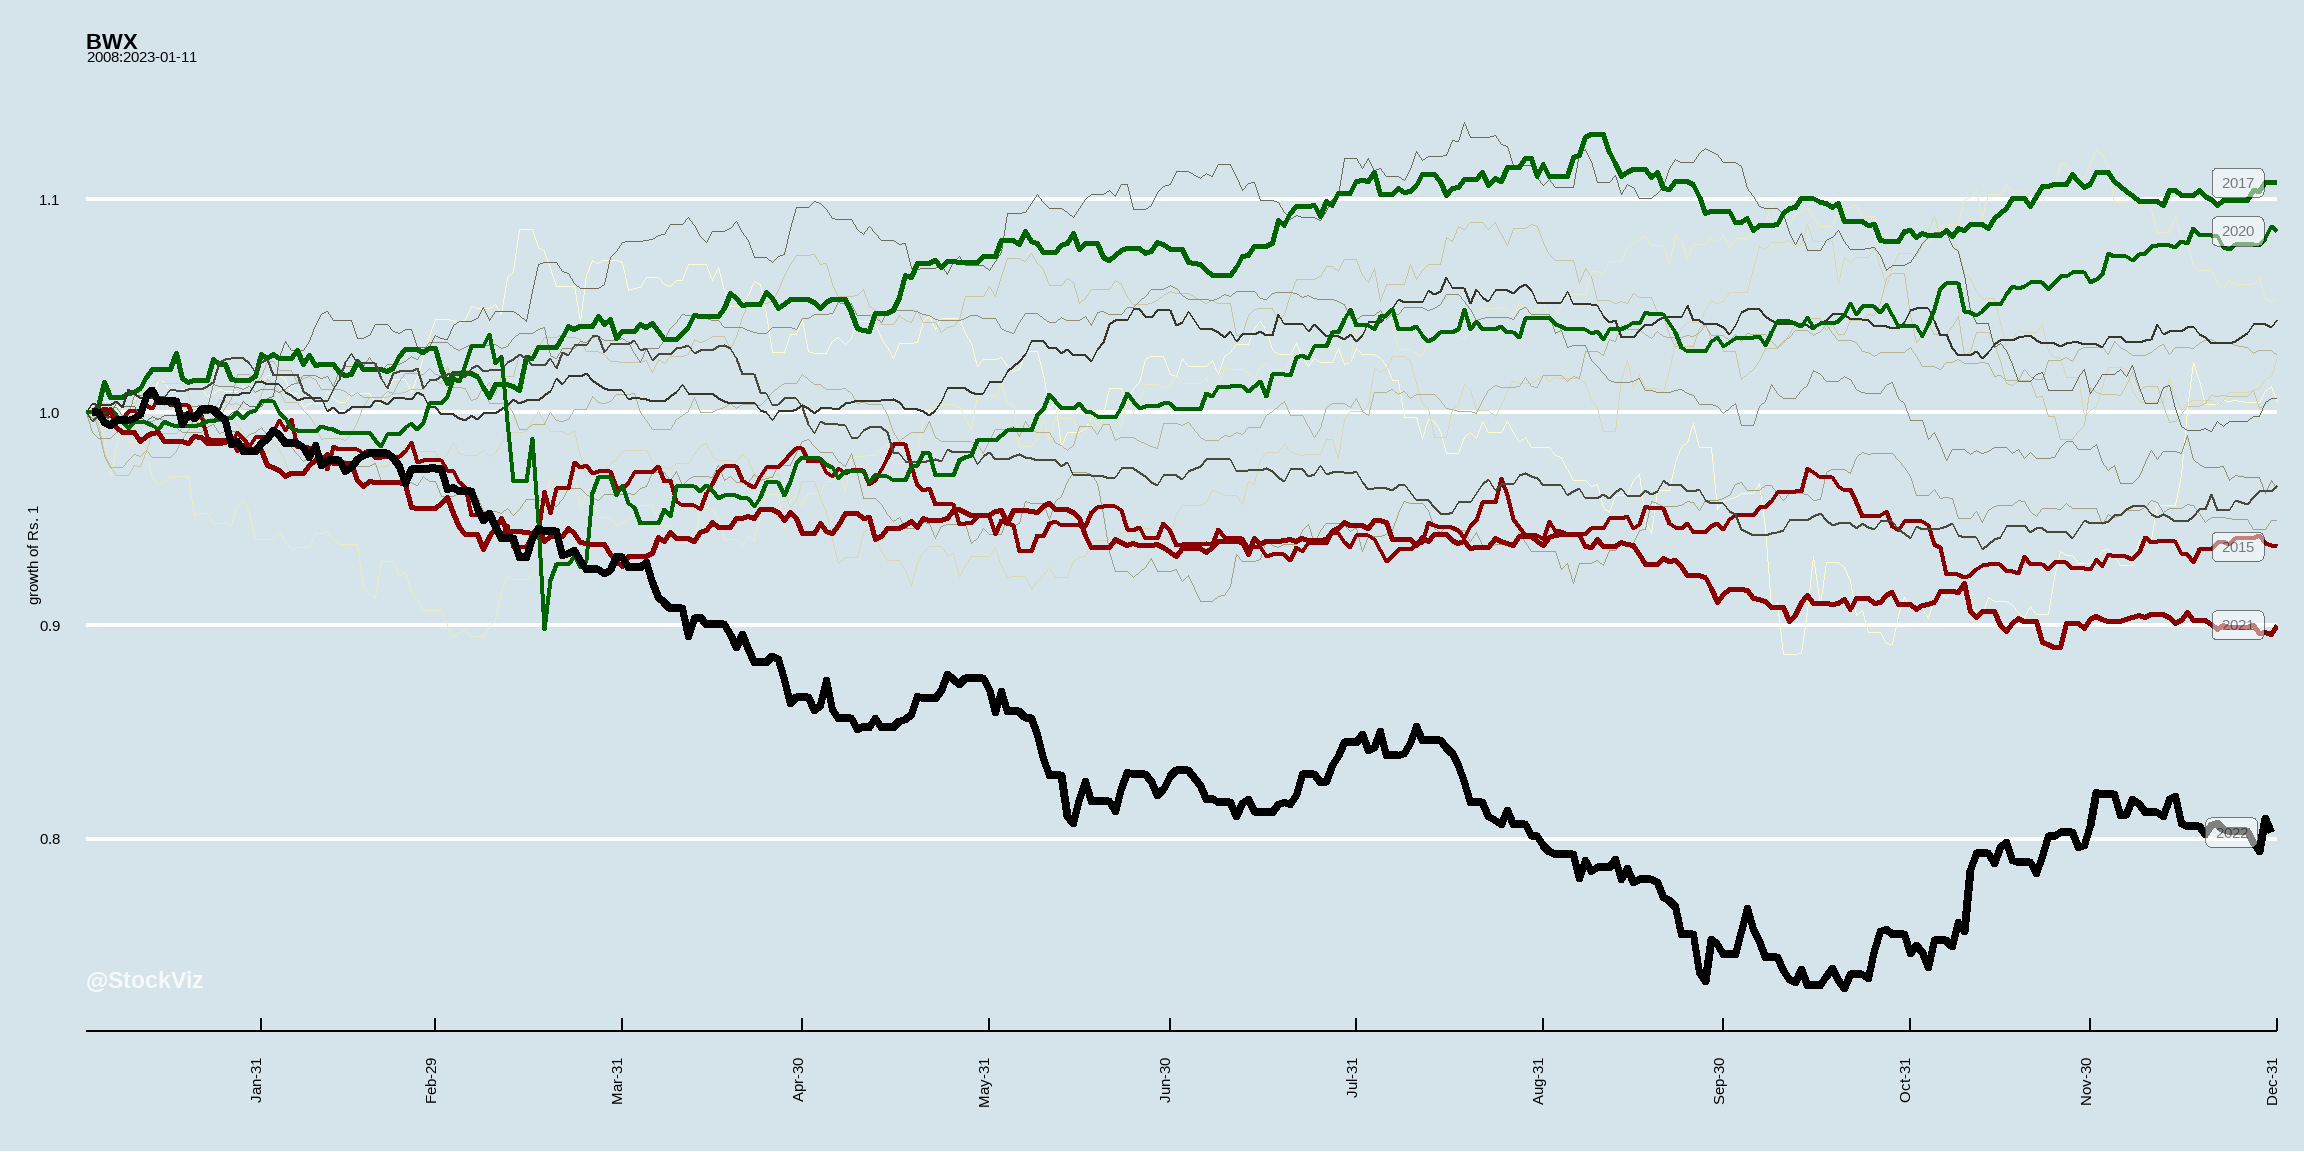 BWX
2008:2023-01-11
1.1
1.0
0.9
0.8
growth of Rs. 1
2017
2020
2015
2021
2022
@StockViz
Jan-31
Feb-29
Mar-31
Apr-30
May-31
Jun-30
Jul-31
Aug-31
Sep-30
Oct-31
Nov-30
Dec-31